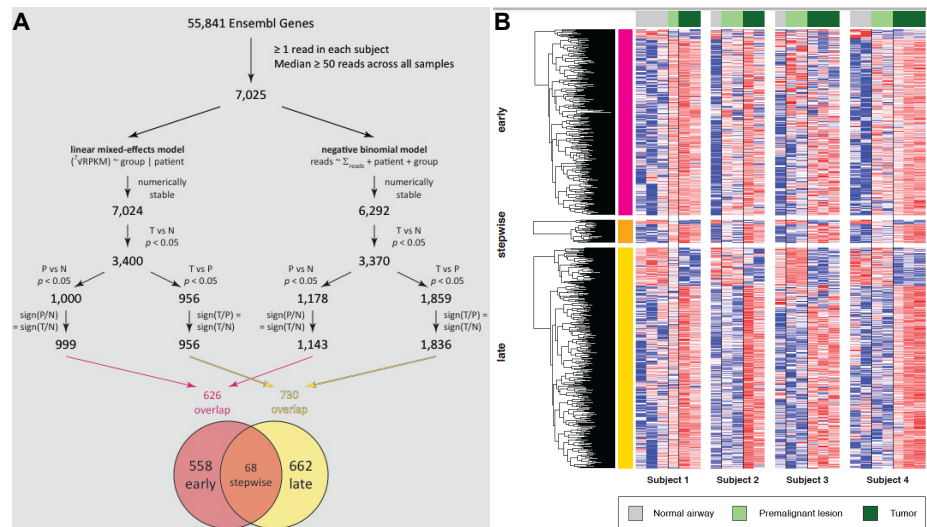 A
55,841 Ensembl Genes
≥ 1 read in each subject
Median ≥ 50 reads across all samples
7,025
linear mixed-effects model
(⁷√RPKM) ~ group | patient
negative binomial model
reads ~ Σreads + patient + group
numerically
stable
numerically
stable
7,024
6,292
T vs N
p < 0.05
T vs N
p < 0.05
3,400
3,370
P vs N
p < 0.05
T vs P
p < 0.05
P vs N
p < 0.05
T vs P
p < 0.05
1,000
956
1,178
1,859
sign(P/N)
= sign(T/N)
sign(T/P) =
sign(T/N)
sign(P/N)
= sign(T/N)
sign(T/P) =
sign(T/N)
999
956
1,143
1,836
626
overlap
730
overlap
558
early
68
stepwise
662
late
B
early
stepwise
late
Subject 1
Subject 2
Subject 3
Subject 4
Normal airway
Premalignant lesion
Tumor